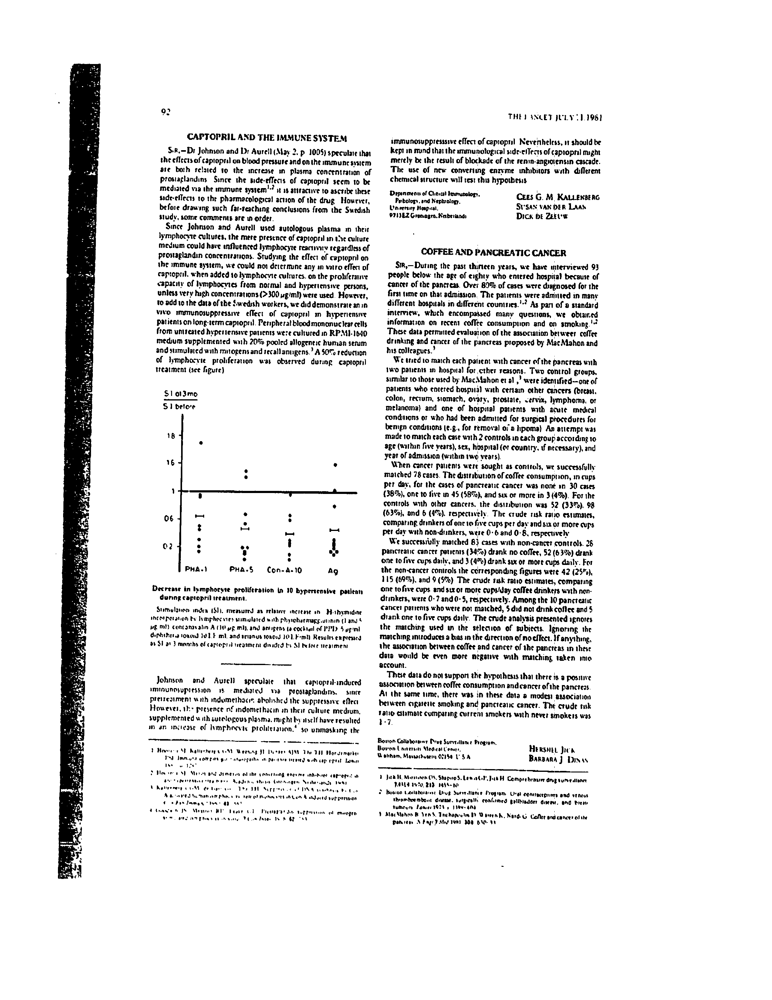 92
THE LANCET, JULY 11, 1981
CAPTOPRIL AND THE IMMUNE SYSTEM
SIR,—Dr Johnson and Dr Aurell (May 2, p. 1005) speculate that
the effects of captopril on blood pressure and on the immune system
are both related to the increase in plasma concentration of
prostaglandins. Since the side-effects of captopril seem to be
mediated via the immune system1,2 it is attractive to ascribe these
side-effects to the pharmacological action of the drug. However,
before drawing such far-reaching conclusions from the Swedish
study, some comments are in order.
Since Johnson and Aurell used autologous plasma in their
lymphocyte cultures, the mere presence of captopril in the culture
medium could have influenced lymphocyte reactivity regardless of
prostaglandin concentrations. Studying the effect of captopril on
the immune system, we could not determine any in vitro effect of
captopril, when added to lymphocyte cultures, on the proliferative
capacity of lymphocytes from normal and hypertensive persons,
unless very high concentrations (>300 µg/ml) were used. However,
to add to the data of the Swedish workers, we did demonstrate an in
vivo immunosuppressive effect of captopril in hypertensive
patients on long-term captopril. Peripheral blood mononuclear cells
from untreated hypertensive patients were cultured in RPMI-1640
medium supplemented with 20% pooled allogeneic human serum
and stimulated with mitogens and recall antigens.3 A 50% reduction
of lymphocyte proliferation was observed during captopril
treatment (see figure)
S I at 3mo
S I before
1 8
1 6
1
0 6
0 2
PHA-1 PHA-5 Con-A-10 Ag
Decrease in lymphocyte proliferation in 10 hypertensive patients
during captopril treatment.
Stimulation index (SI), measured as relative increase in 3H-thymidine
incorporation by lymphocytes stimulated with phytohaemagglutinin (1 and 5
µg/ml), concanavalin A (10 µg/ml), and antigens (a cocktail of PPD, 5 µg/ml
diphtheria toxoid and tetanus toxoid Results expressed
as SI at 3 months of captopril treatment divided by SI before treatment
Johnson and Aurell speculate that captopril-induced
immunosuppression is mediated via prostaglandins, since
pretreatment with indomethacin abolished the suppressive effect
However, the presence of indomethacin in their culture medium,
supplemented with autologous plasma, might by itself have resulted
in an increase of lymphocyte proliferation,4 so unmasking the
immunosuppressive effect of captopril Nevertheless, it should be
kept in mind that the immunological side-effects of captopril might
merely be the result of blockade of the renin-angiotensin cascade.
The use of new converting enzyme inhibitors with different
chemical structure will test this hypothesis
Departments of Clinical Immunology,
Pathology, and Nephrology,
University Hospital,
Groningen, Netherlands
CEES G. M. KALLENBERG
SUSAN VAN DER LAAN
DICK DE ZEEUW
COFFEE AND PANCREATIC CANCER
SIR,—During the past thirteen years, we have interviewed 93
people below the age of eighty who entered hospital because of
cancer of the pancreas. Over 80% of cases were diagnosed for the
first time on that admission. The patients were admitted in many
different hospitals in different countries.1,2 As part of a standard
interview, which encompassed many questions, we obtained
information on recent coffee consumption and on smoking.1,2
These data permitted evaluation of the association between coffee
drinking and cancer of the pancreas proposed by MacMahon and
his colleagues.3
We tried to match each patient with cancer of the pancreas with
two patients in hospital for other reasons. Two control groups,
similar to those used by MacMahon et al.,3 were identified—one of
patients who entered hospital with certain other cancers (breast,
colon, rectum, stomach, ovary, prostate, cervix, lymphoma, or
melanoma) and one of hospital patients with acute medical
conditions or who had been admitted for surgical procedures for
benign conditions (e.g., for removal of a lipoma) An attempt was
made to match each case with 2 controls in each group according to
age (within five years), sex, hospital (or country, if necessary), and
year of admission (within two years).
When cancer patients were sought as controls, we successfully
matched 78 cases. The distribution of coffee consumption, in cups
per day, for the cases of pancreatic cancer was none in 30 cases
(38%), one to five in 45 (58%), and six or more in 3 (4%). For the
controls with other cancers, the distribution was 52 (33%), 98
(63%), and 6 (4%), respectively. The crude risk ratio estimates,
comparing drinkers of one to five cups per day and six or more cups
per day with non-drinkers, were 0·6 and 0·8, respectively
We successfully matched 83 cases with non-cancer controls. 28
pancreatic cancer patients (34%) drank no coffee, 52 (63%) drank
one to five cups daily, and 3 (4%) drank six or more cups daily. For
the non-cancer controls the corresponding figures were 42 (25%),
115 (69%), and 9 (5%) The crude risk ratio estimates, comparing
one to five cups and six or more cups/day coffee drinkers with non-
drinkers, were 0·7 and 0·5, respectively. Among the 10 pancreatic
cancer patients who were not matched, 5 did not drink coffee and 5
drank one to five cups daily. The crude analysis presented ignores
the matching used in the selection of subjects. Ignoring the
matching introduces a bias in the direction of no effect. If anything,
the association between coffee and cancer of the pancreas in these
data would be even more negative with matching taken into
account.
These data do not support the hypothesis that there is a positive
association between coffee consumption and cancer of the pancreas.
At the same time, there was in these data a modest association
between cigarette smoking and pancreatic cancer. The crude risk
ratio estimate comparing current smokers with never smokers was
1·7.
Boston Collaborative Drug Surveillance Program,
Boston University Medical Center,
Waltham, Massachusetts 02154, U S A
HERSHEL JICK
BARBARA J. DINAN
1 Jick H, Miettinen OS, Shapiro S, Lewis GP, Jick H Comprehensive drug surveillance
2 Boston Collaborative Drug Surveillance Program Oral contraceptives and venous
thromboembolic disease, surgically confirmed gallbladder disease, and breast
tumours
3 MacMahon B, Yen S, Trichopoulos D, Warren K, Nardi G Coffee and cancer of the
pancreas